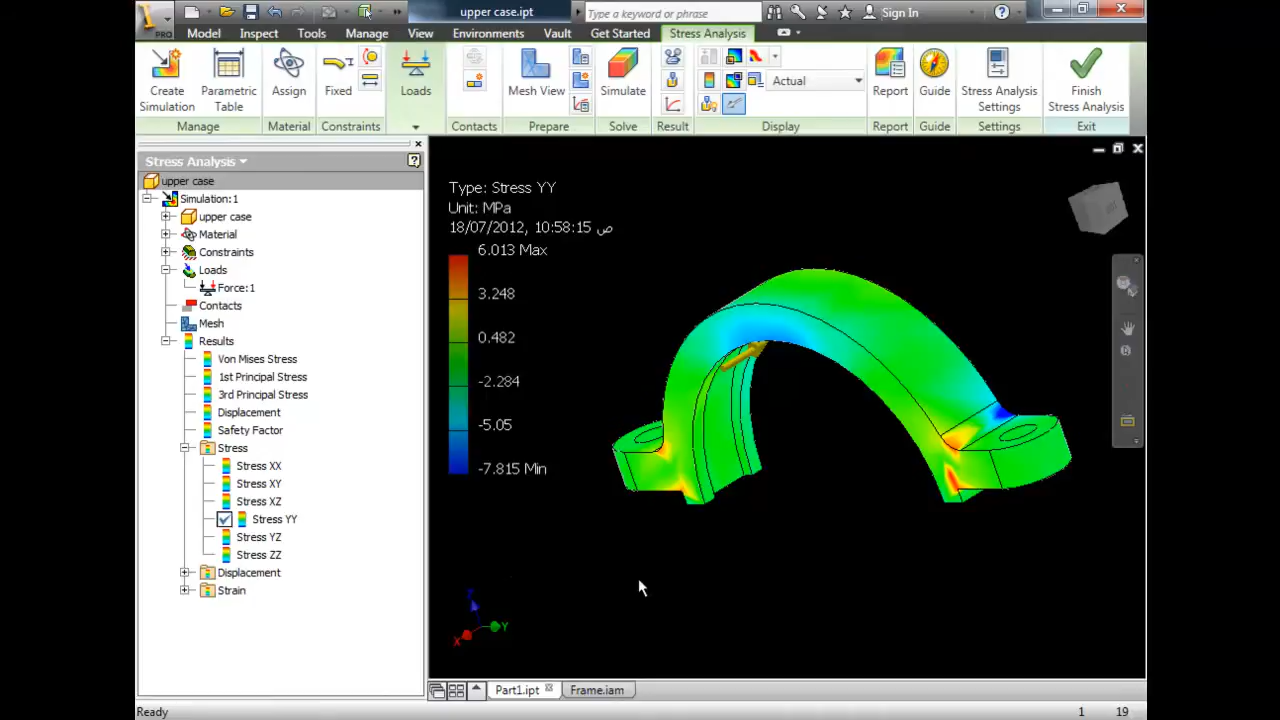 upper case.ipt
Type a keyword or phrase
Sign In
PRO
Model Inspect Tools Manage View Environments Vault Get Started Stress Analysis
Create Simulation
Parametric Table
Assign
Fixed
Loads
Mesh View
Simulate
Actual
Report
Guide
Stress Analysis Settings
Finish Stress Analysis
Manage Material Constraints Contacts Prepare Solve Result Display Report Guide Settings Exit
Stress Analysis
upper case
Simulation:1
upper case
Material
Constraints
Loads
Force:1
Contacts
Mesh
Results
Von Mises Stress
1st Principal Stress
3rd Principal Stress
Displacement
Safety Factor
Stress
Stress XX
Stress XY
Stress XZ
Stress YY
Stress YZ
Stress ZZ
Displacement
Strain
Type: Stress YY
Unit: MPa
18/07/2012, 10:58:15 ص
6.013 Max
3.248
0.482
-2.284
-5.05
-7.815 Min
Z
X
Y
Part1.ipt Frame.iam
Ready 1 19